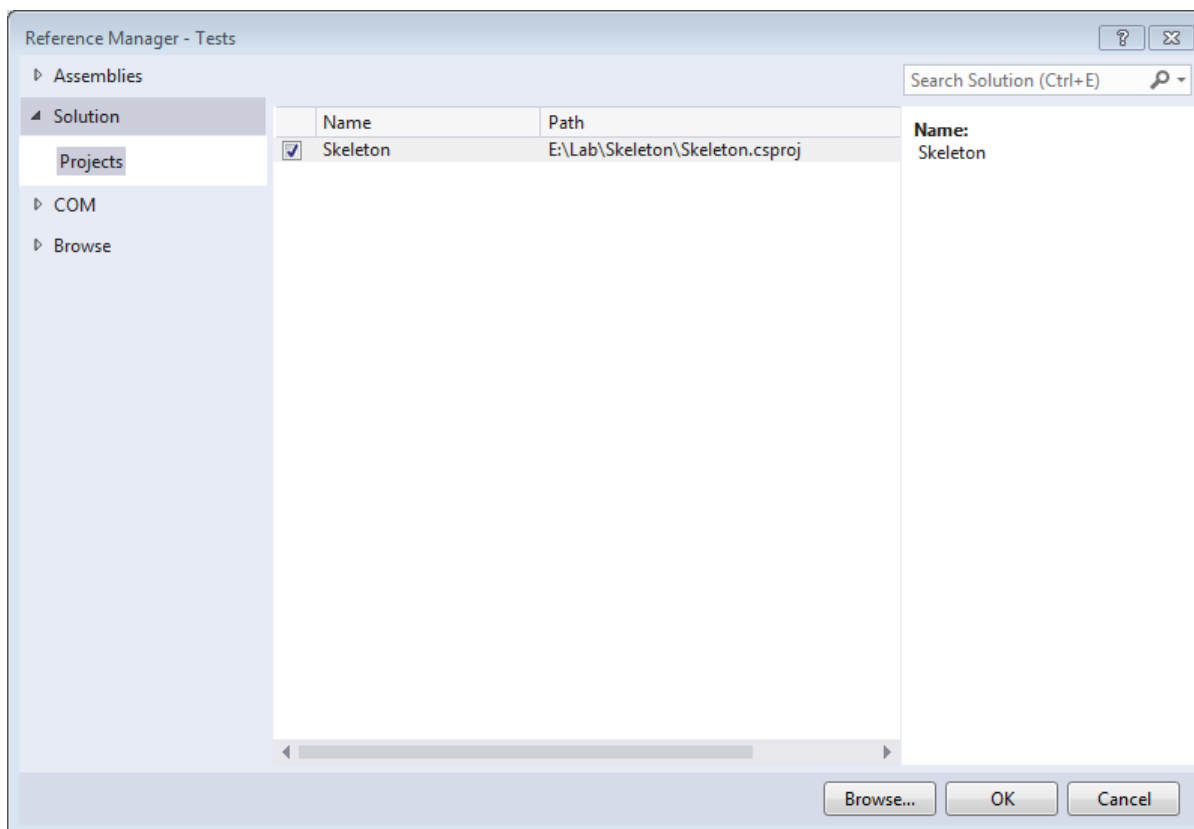 Reference Manager - Tests
Assemblies
Search Solution (Ctrl+E)
Solution
Projects
COM
Browse
Name Path
Skeleton E:\Lab\Skeleton\Skeleton.csproj
Name:
Skeleton
Browse... OK Cancel